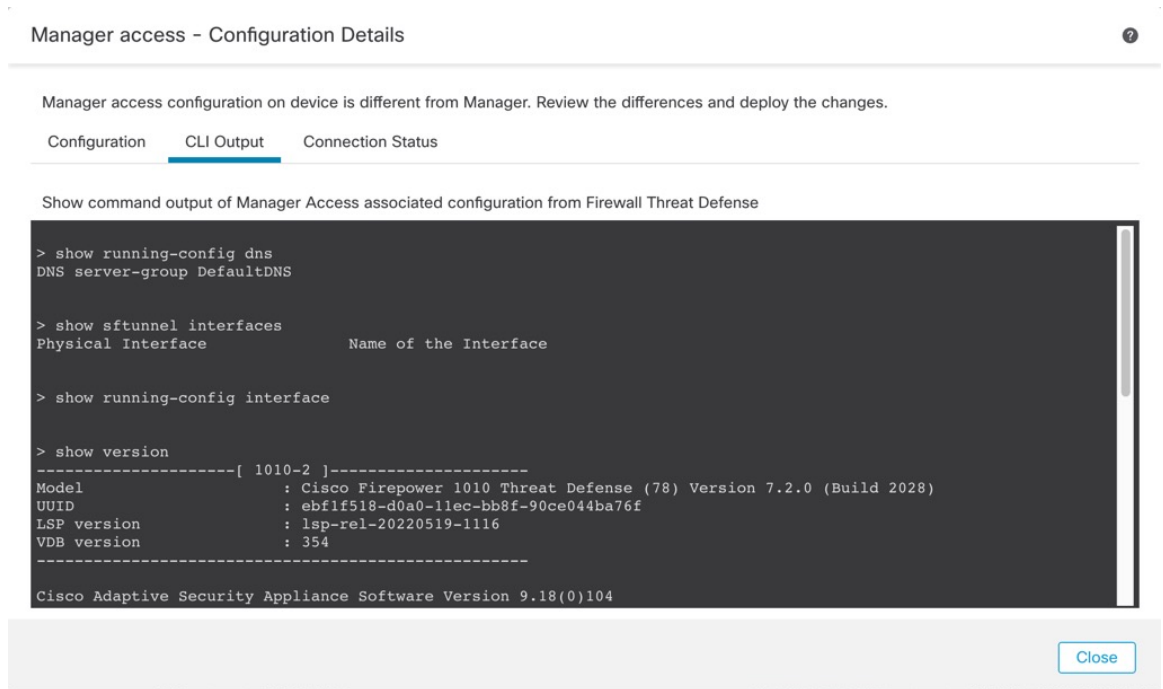 Manager access - Configuration Details
?
Manager access configuration on device is different from Manager. Review the differences and deploy the changes.
Configuration CLI Output Connection Status
Show command output of Manager Access associated configuration from Firewall Threat Defense
> show running-config dns
DNS server-group DefaultDNS
> show sftunnel interfaces
Physical Interface Name of the Interface
> show running-config interface
> show version
---------------------[ 1010-2 ]---------------------
Model : Cisco Firepower 1010 Threat Defense (78) Version 7.2.0 (Build 2028)
UUID : ebf1f518-d0a0-11ec-bb8f-90ce044ba76f
LSP version : lsp-rel-20220519-1116
VDB version : 354
----------------------------------------------------
Cisco Adaptive Security Appliance Software Version 9.18(0)104
Close